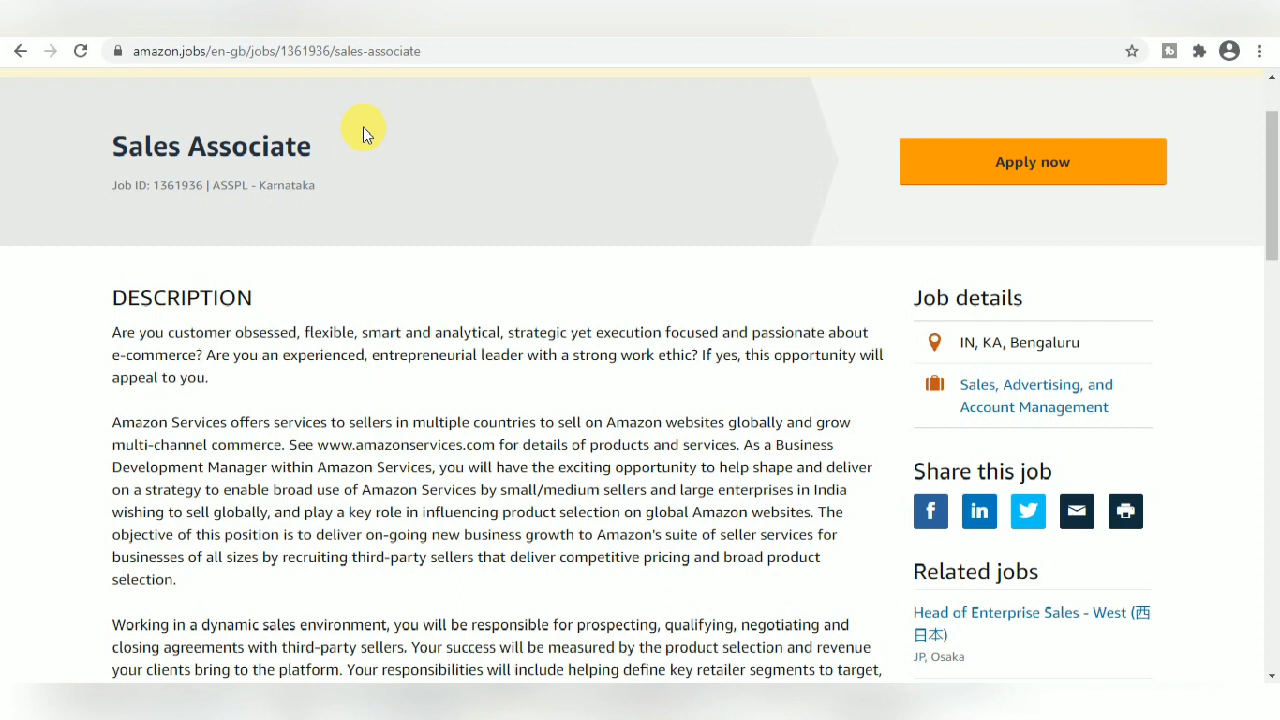 amazon.jobs/en-gb/jobs/1361936/sales-associate
Sales Associate
Job ID: 1361936 | ASSPL - Karnataka
Apply now
DESCRIPTION
Are you customer obsessed, flexible, smart and analytical, strategic yet execution focused and passionate about
e-commerce? Are you an experienced, entrepreneurial leader with a strong work ethic? If yes, this opportunity will
appeal to you.
Amazon Services offers services to sellers in multiple countries to sell on Amazon websites globally and grow
multi-channel commerce. See www.amazonservices.com for details of products and services. As a Business
Development Manager within Amazon Services, you will have the exciting opportunity to help shape and deliver
on a strategy to enable broad use of Amazon Services by small/medium sellers and large enterprises in India
wishing to sell globally, and play a key role in influencing product selection on global Amazon websites. The
objective of this position is to deliver on-going new business growth to Amazon's suite of seller services for
businesses of all sizes by recruiting third-party sellers that deliver competitive pricing and broad product
selection.
Working in a dynamic sales environment, you will be responsible for prospecting, qualifying, negotiating and
closing agreements with third-party sellers. Your success will be measured by the product selection and revenue
your clients bring to the platform. Your responsibilities will include helping define key retailer segments to target,
Job details
IN, KA, Bengaluru
Sales, Advertising, and
Account Management
Share this job
Related jobs
Head of Enterprise Sales - West (西
日本)
JP, Osaka